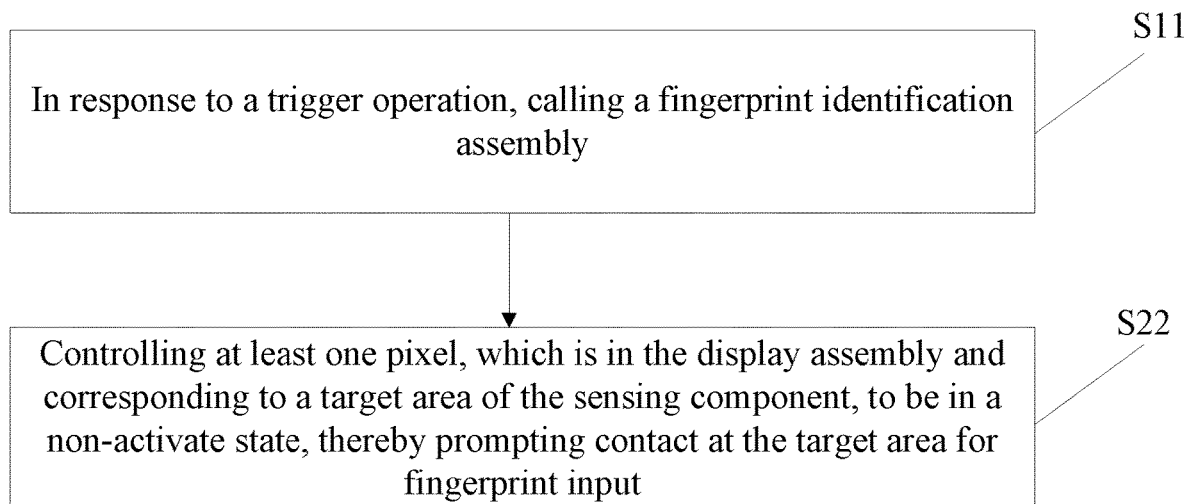 S11
In response to a trigger operation, calling a fingerprint identification
assembly
S22
Controlling at least one pixel, which is in the display assembly and
corresponding to a target area of the sensing component, to be in a
non-activate state, thereby prompting contact at the target area for
fingerprint input